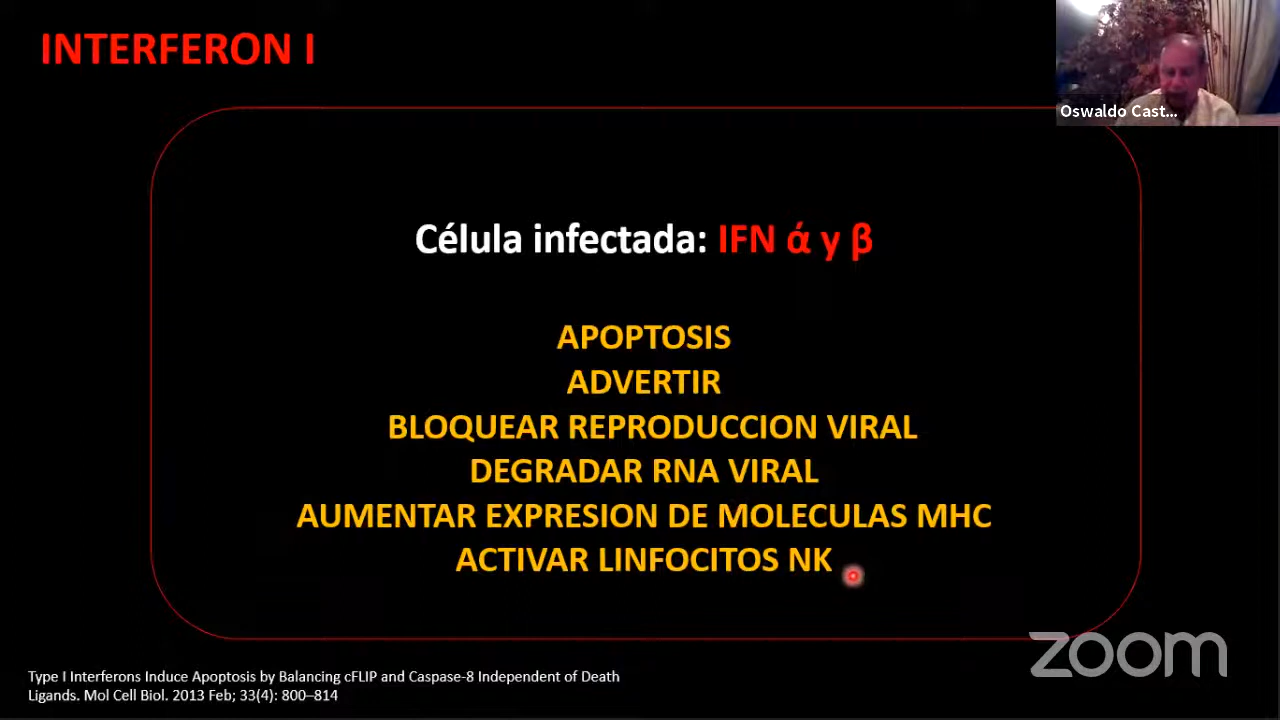 INTERFERON I
Oswaldo Cast...
Célula infectada: IFN ά y β
APOPTOSIS
ADVERTIR
BLOQUEAR REPRODUCCION VIRAL
DEGRADAR RNA VIRAL
AUMENTAR EXPRESION DE MOLECULAS MHC
ACTIVAR LINFOCITOS NK
zoom
Type I Interferons Induce Apoptosis by Balancing cFLIP and Caspase-8 Independent of Death
Ligands. Mol Cell Biol. 2013 Feb; 33(4): 800–814